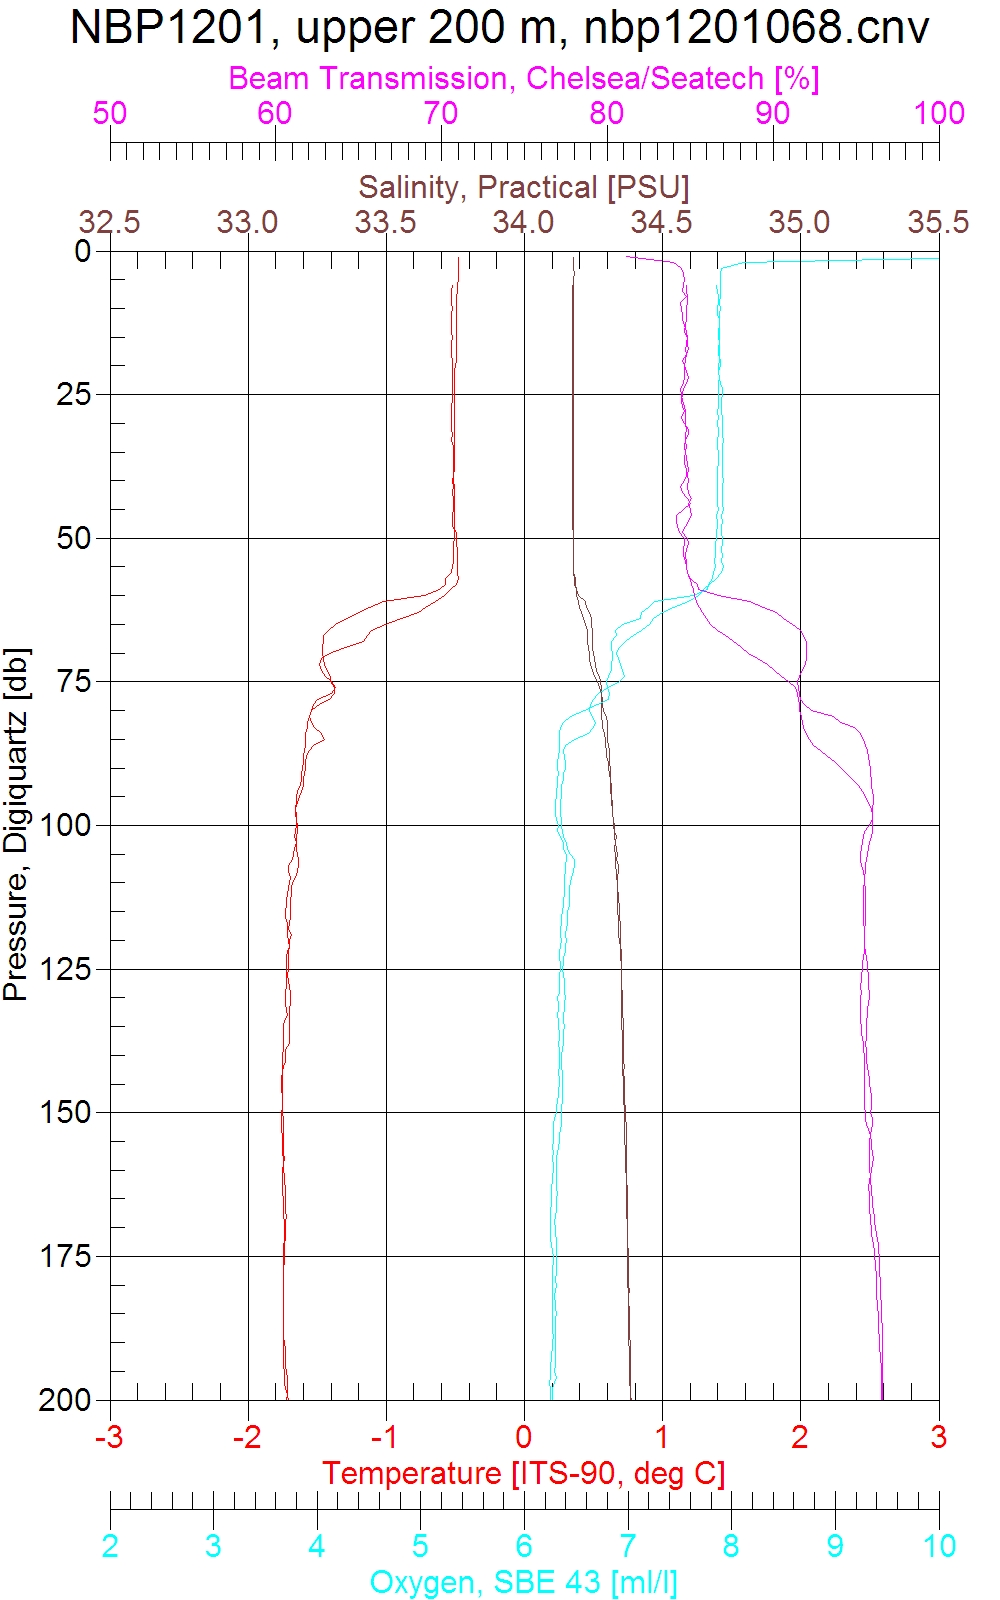 NBP1201, upper 200 m, nbp1201068.cnv
Beam Transmission, Chelsea/Seatech [%]
50 60 70 80 90 100
Salinity, Practical [PSU]
32.5 33.0 33.5 34.0 34.5 35.0 35.5
0
25
50
75
100
125
150
175
200
Pressure, Digiquartz [db]
-3 -2 -1 0 1 2 3
Temperature [ITS-90, deg C]
2 3 4 5 6 7 8 9 10
Oxygen, SBE 43 [ml/l]